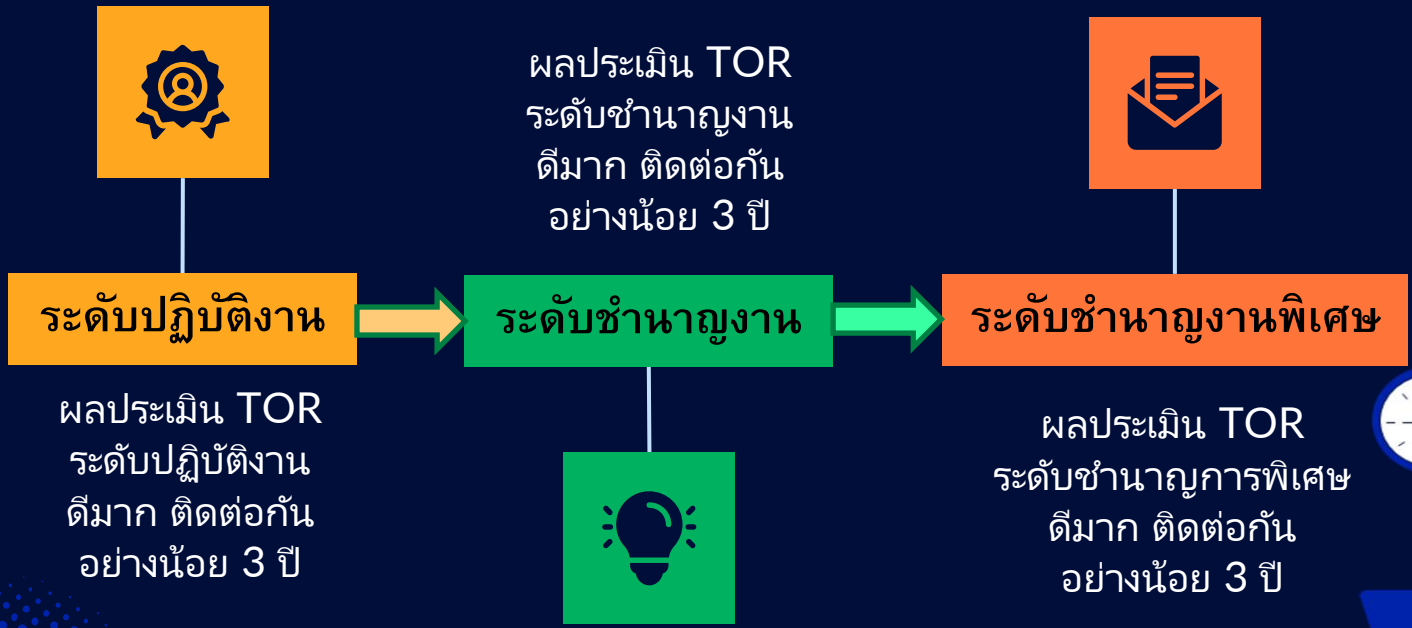 ผลประเมิน TOR
ระดับชำนาญงาน
ดีมาก ติดต่อกัน
อย่างน้อย 3 ปี
ระดับปฏิบัติงาน
ระดับชำนาญงาน
ระดับชำนาญงานพิเศษ
ผลประเมิน TOR
ระดับปฏิบัติงาน
ดีมาก ติดต่อกัน
อย่างน้อย 3 ปี
ผลประเมิน TOR
ระดับชำนาญการพิเศษ
ดีมาก ติดต่อกัน
อย่างน้อย 3 ปี